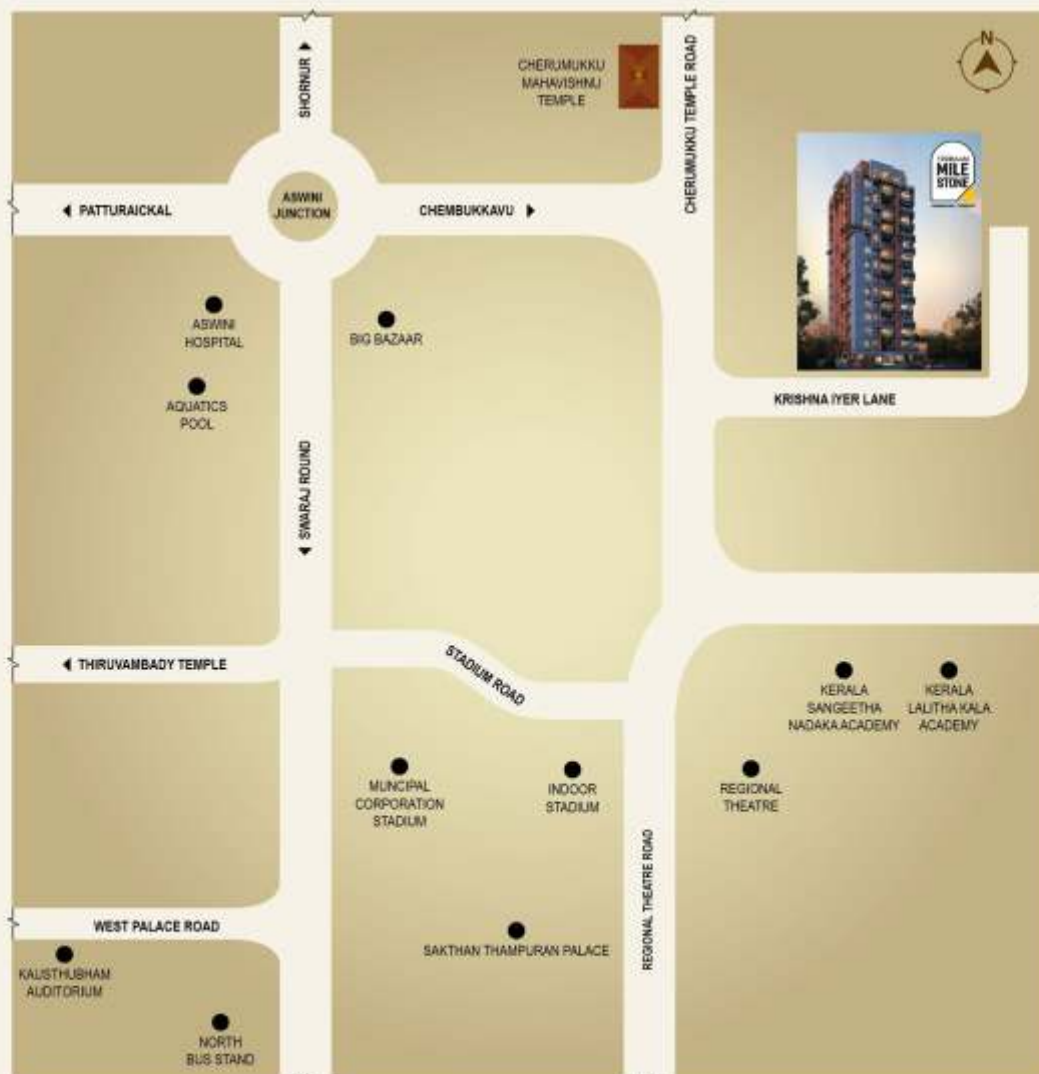 N
SHORNUR
CHERUMUKKU
MAHAVISHNU
TEMPLE
CHERUMUKKU TEMPLE ROAD
MILE
STONE
PATTURAICKAL
ASWINI
JUNCTION
CHEMBUKKAVU
ASWINI
HOSPITAL
BIG BAZAAR
AQUATICS
POOL
KRISHNA IYER LANE
SWARAJ ROUND
THIRUVAMBADY TEMPLE
STADIUM ROAD
KERALA
SANGEETHA
NADAKA ACADEMY
KERALA
LALITHA KALA
ACADEMY
MUNCIPAL
CORPORATION
STADIUM
INDOOR
STADIUM
REGIONAL
THEATRE
REGIONAL THEATRE ROAD
WEST PALACE ROAD
SAKTHAN THAMPURAN PALACE
KAUSTHUBHAM
AUDITORIUM
NORTH
BUS STAND